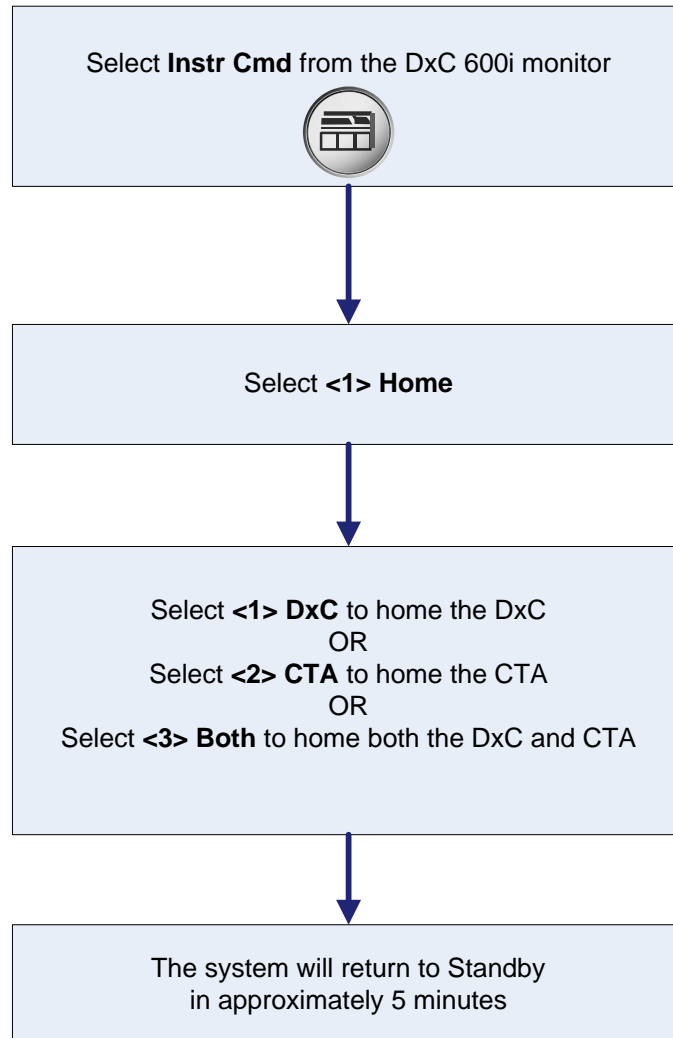 Select Instr Cmd from the DxC 600i monitor
Select <1> Home
Select <1> DxC to home the DxC
OR
Select <2> CTA to home the CTA
OR
Select <3> Both to home both the DxC and CTA
The system will return to Standby
in approximately 5 minutes